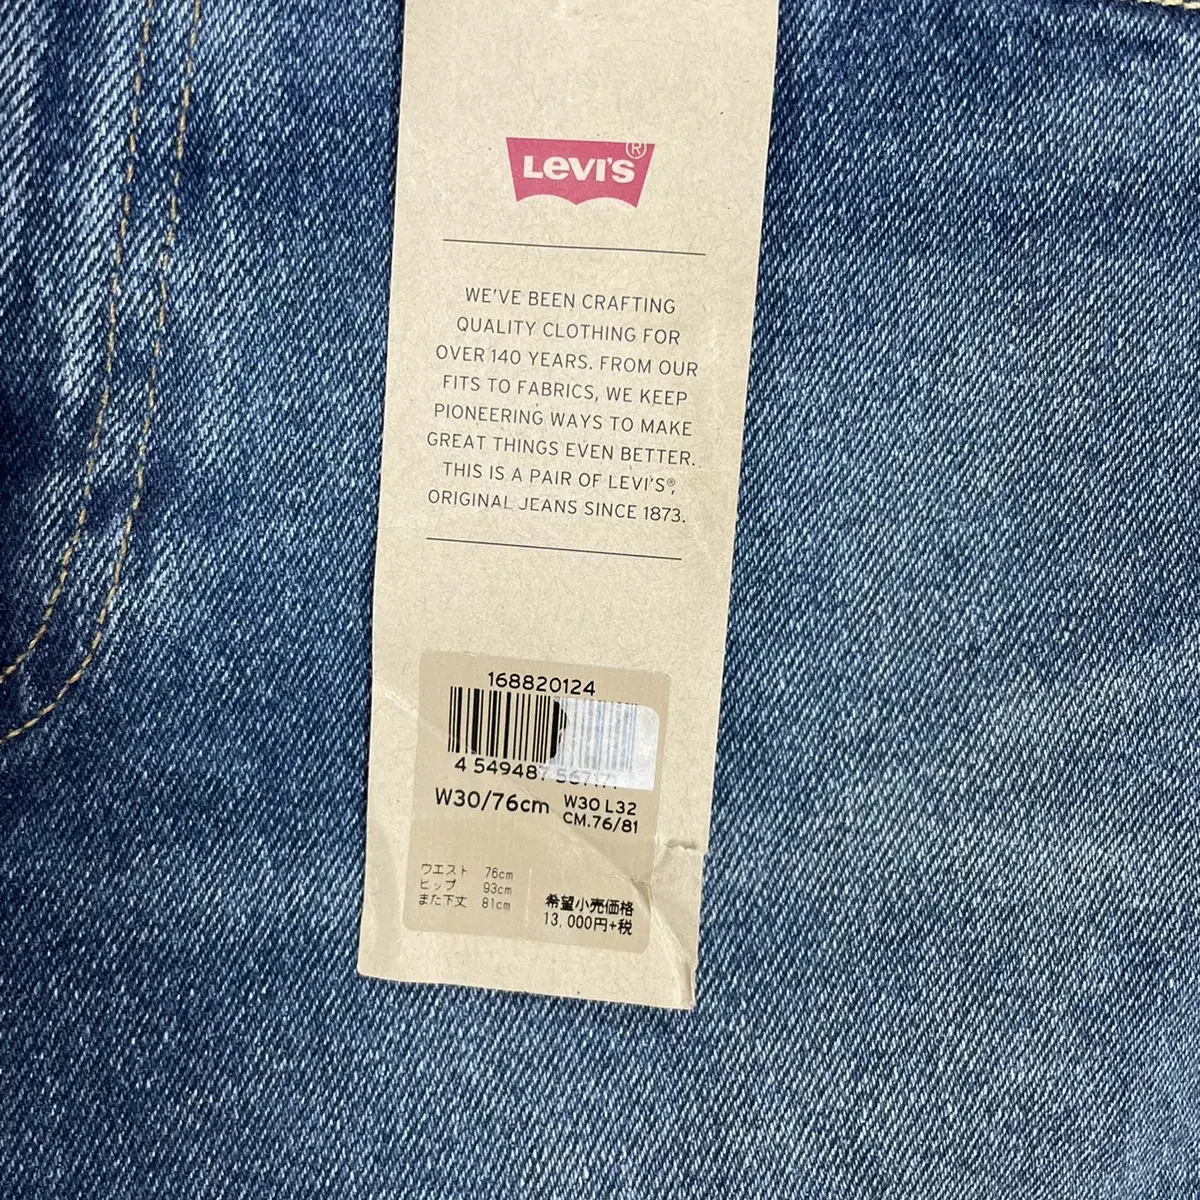 LEVI'S®
WE'VE BEEN CRAFTING
QUALITY CLOTHING FOR
OVER 140 YEARS. FROM OUR
FITS TO FABRICS, WE KEEP
PIONEERING WAYS TO MAKE
GREAT THINGS EVEN BETTER.
THIS IS A PAIR OF LEVI'S®,
ORIGINAL JEANS SINCE 1873.
168820124
4 549487 567171
W30/76cm
W30 L32
CM.76/81
ウエスト 76cm
ヒップ 93cm
また下丈 81cm
希望小売価格
13,000円+税